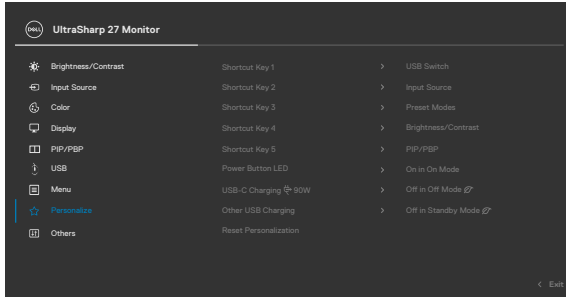 DELL UltraSharp 27 Monitor
Brightness/Contrast Shortcut Key 1 > USB Switch
Input Source Shortcut Key 2 > Input Source
Color Shortcut Key 3 > Preset Modes
Display Shortcut Key 4 > Brightness/Contrast
PIP/PBP Shortcut Key 5 > PIP/PBP
USB Power Button LED > On in On Mode
Menu USB-C Charging 90W > Off in Off Mode
Personalize Other USB Charging > Off in Standby Mode
Others Reset Personalization
< Exit